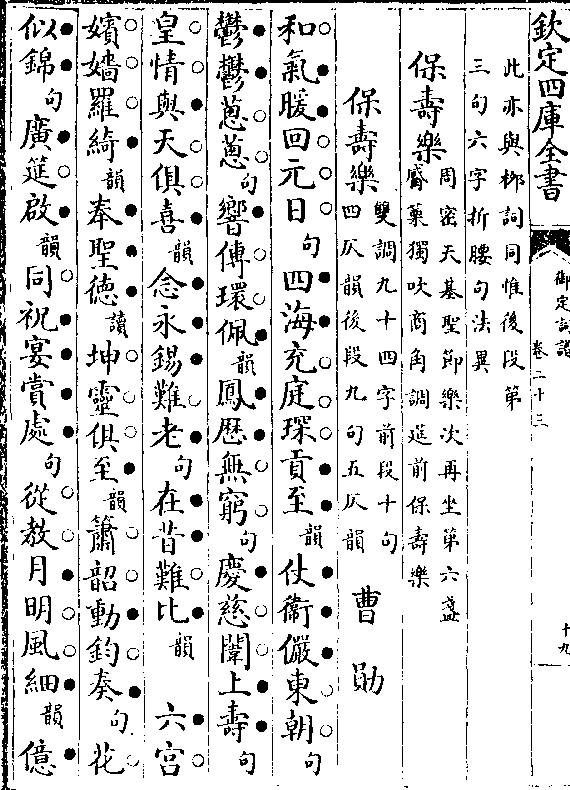 欽定四庫全書
御定詞譜
卷二十三
十九
此亦與柳詞同惟後段第
三句六字折腰句法異
保壽樂
周密天基聖節樂次再坐第六盞
觱篥獨吹商角調筵前保壽樂
保壽樂
雙調九十四字前段十句
四仄韻後段九句五仄韻
曹勛
和氣暖回元日句四海充庭琛貢至韻仗衛儼東朝句
鬱鬱蔥蔥句響傳環佩韻鳳厯無窮句慶慈闈上壽句
皇情與天俱喜韻念永錫難老句在昔難比韻六宮
嬪嬙羅綺韻奉聖德讀坤靈俱至韻簫韶動鈞奏句花
似錦句廣筵啟韻同祝宴賞處句從教月明風細韻億